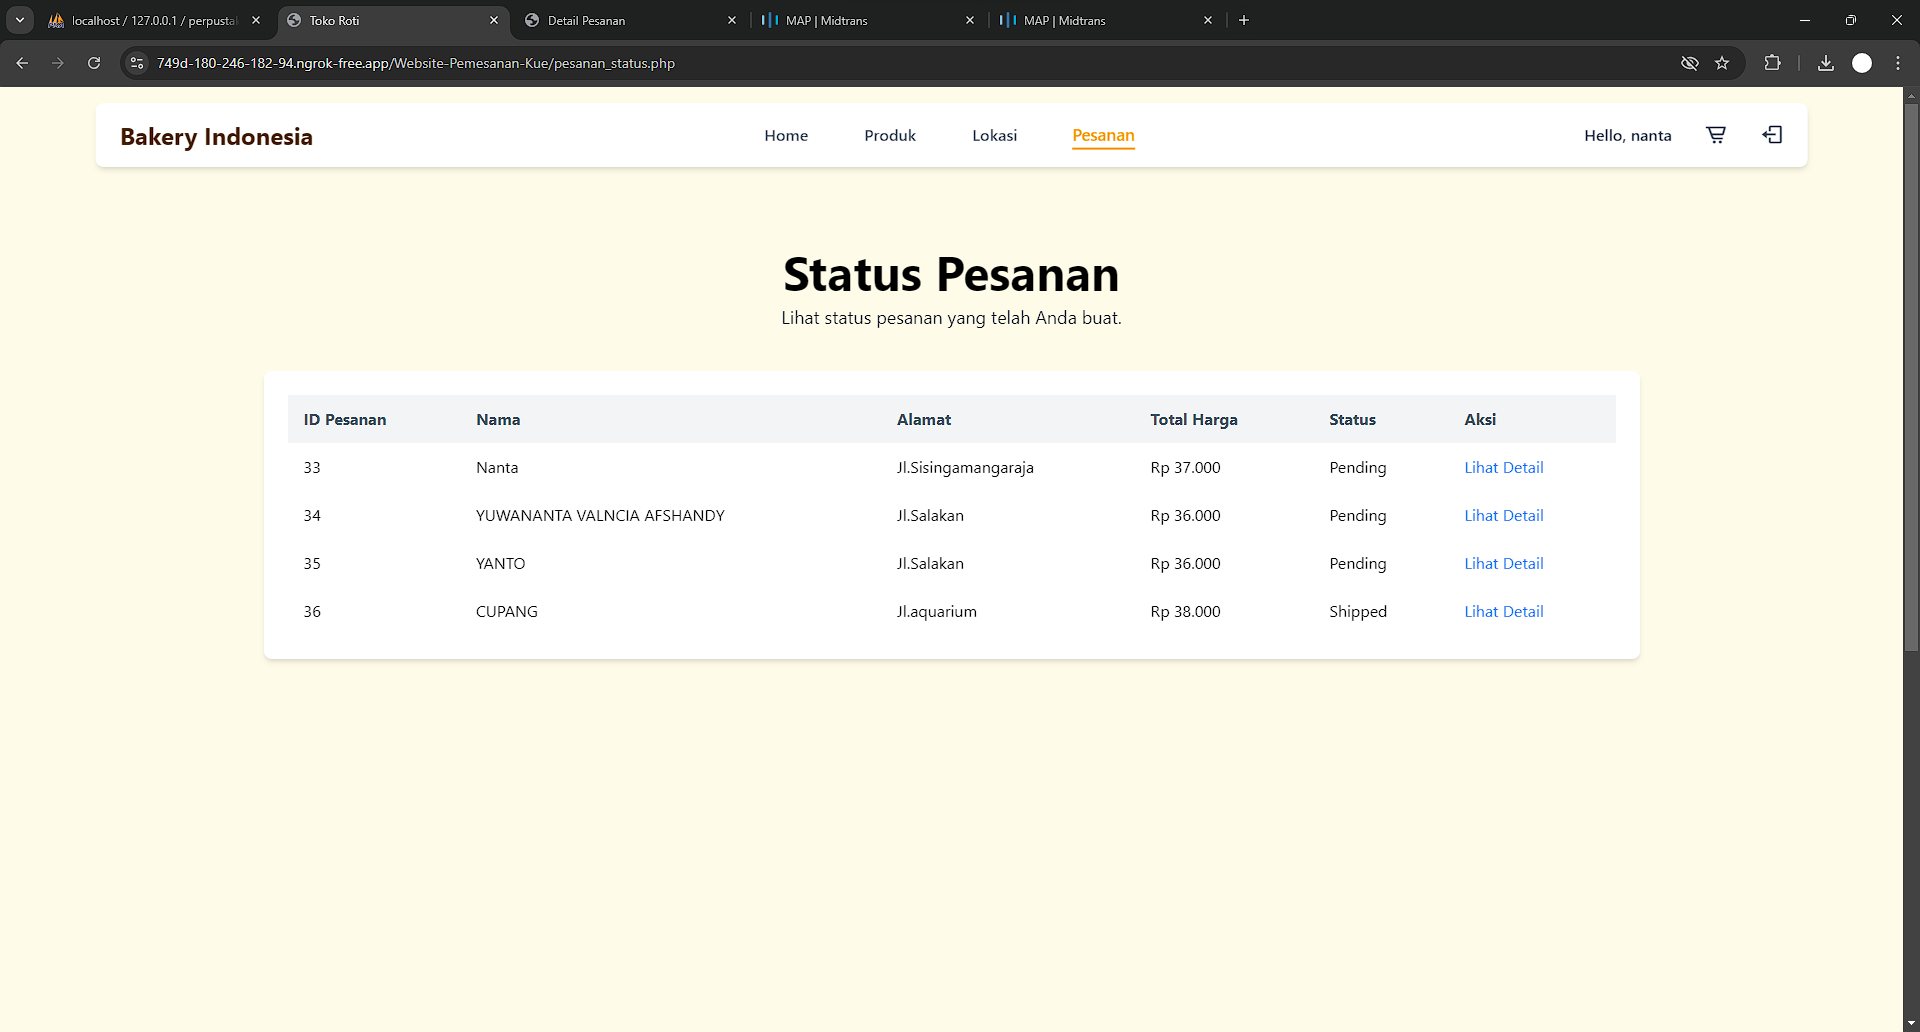 localhost / 127.0.0.1 / perpusta
Toko Roti
Detail Pesanan
MAP | Midtrans
MAP | Midtrans
749d-180-246-182-94.ngrok-free.app/Website-Pemesanan-Kue/pesanan_status.php
Bakery Indonesia
Home Produk Lokasi Pesanan
Hello, nanta
Status Pesanan
Lihat status pesanan yang telah Anda buat.
ID Pesanan Nama Alamat Total Harga Status Aksi
33 Nanta Jl.Sisingamangaraja Rp 37.000 Pending Lihat Detail
34 YUWANANTA VALNCIA AFSHANDY Jl.Salakan Rp 36.000 Pending Lihat Detail
35 YANTO Jl.Salakan Rp 36.000 Pending Lihat Detail
36 CUPANG Jl.aquarium Rp 38.000 Shipped Lihat Detail